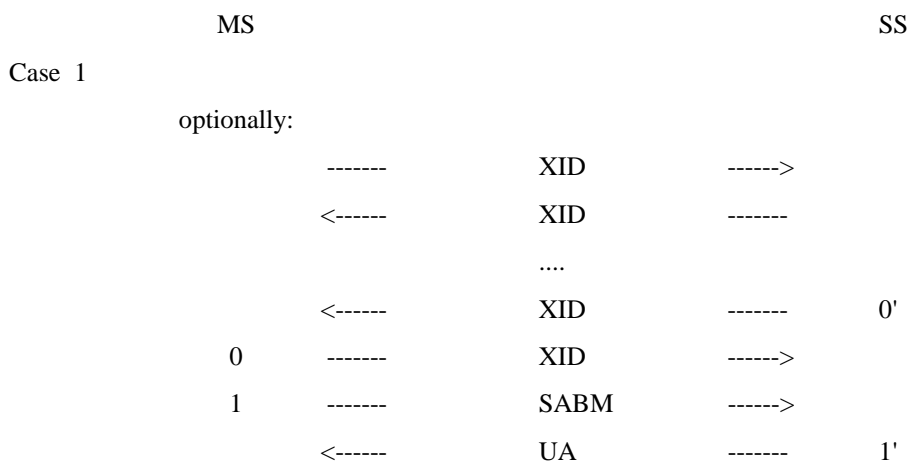 MS SS
Case 1
optionally:
------- XID ------>
<------ XID -------
....
<------ XID ------- 0'
0 ------- XID ------>
1 ------- SABM ------>
<------ UA ------- 1'